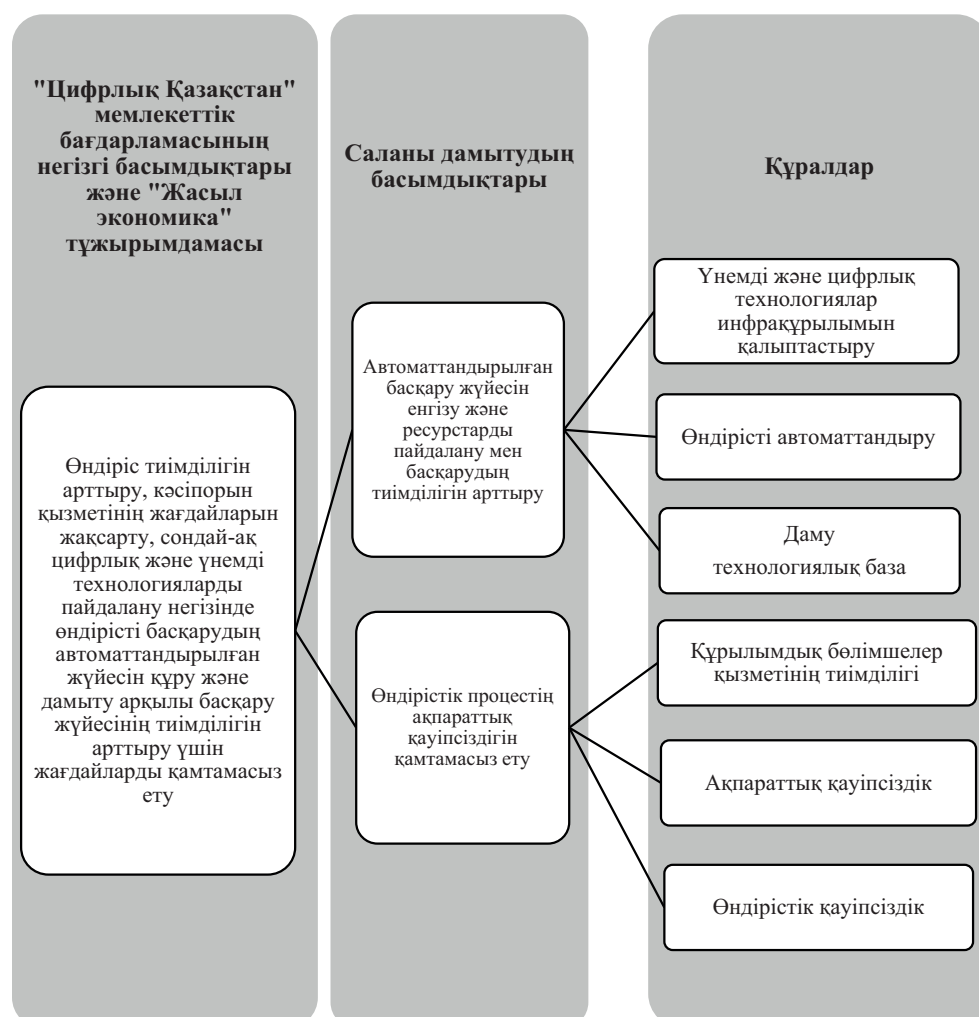 "Цифрлық Қазақстан"
мемлекеттік
бағдарламасының
негізгі басымдықтары
және "Жасыл
экономика"
тұжырымдамасы
Өндіріс тиімділігін
арттыру, кәсіпорын
қызметінің жағдайларын
жақсарту, сондай-ақ
цифрлық және үнемді
технологияларды
пайдалану негізінде
өндірісті басқарудың
автоматтандырылған
жүйесін құру және
дамыту арқылы басқару
жүйесінің тиімділігін
арттыру үшін
жағдайларды қамтамасыз
ету
Саланы дамытудың
басымдықтары
Автоматтандырылған
басқару жүйесін
енгізу және
ресурстарды
пайдалану мен
басқарудың
тиімділігін арттыру
Өндірістік процестің
ақпараттық
қауіпсіздігін
қамтамасыз ету
Құралдар
Үнемді және цифрлық
технологиялар
инфрақұрылымын
қалыптастыру
Өндірісті автоматтандыру
Даму
технологиялық база
Құрылымдық бөлімшелер
қызметінің тиімділігі
Ақпараттық қауіпсіздік
Өндірістік қауіпсіздік